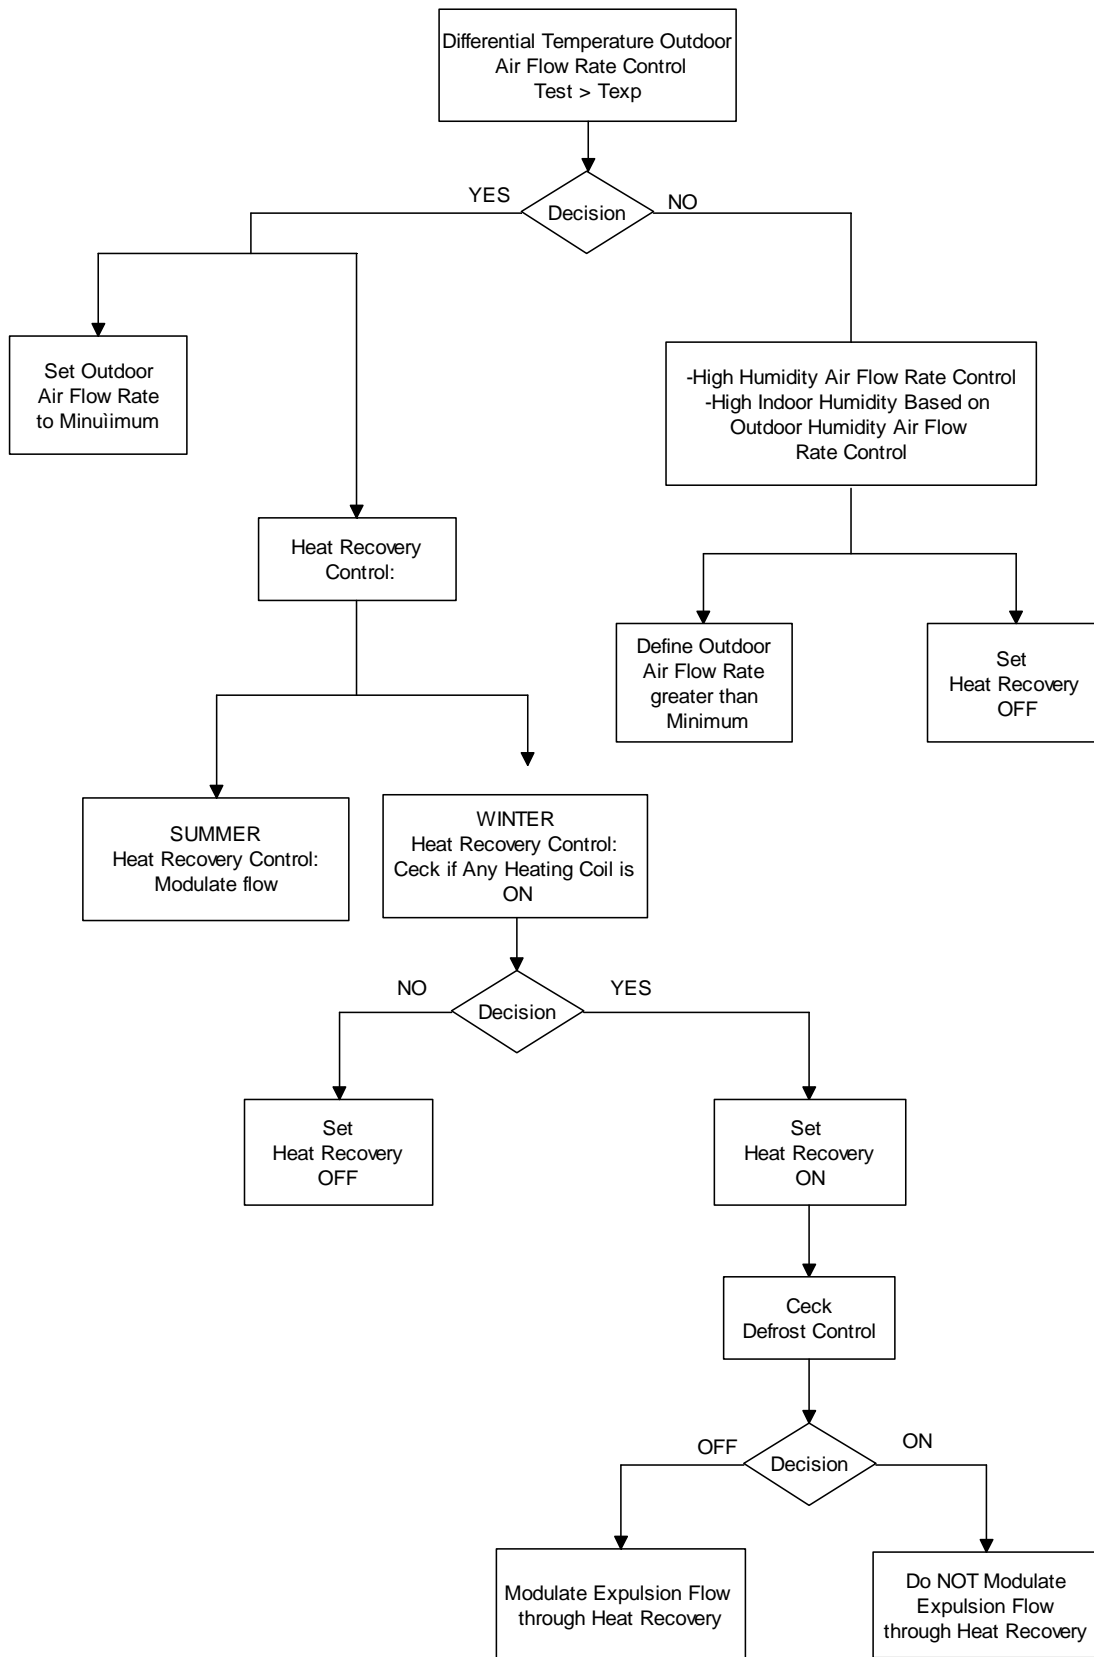 Differential Temperature Outdoor
Air Flow Rate Control
Test > Texp
YES
Decision
NO
Set Outdoor
Air Flow Rate
to Minuìimum
-High Humidity Air Flow Rate Control
-High Indoor Humidity Based on
Outdoor Humidity Air Flow
Rate Control
Heat Recovery
Control:
Define Outdoor
Air Flow Rate
greater than
Minimum
Set
Heat Recovery
OFF
SUMMER
Heat Recovery Control:
Modulate flow
WINTER
Heat Recovery Control:
Ceck if Any Heating Coil is
ON
NO
Decision
YES
Set
Heat Recovery
OFF
Set
Heat Recovery
ON
Ceck
Defrost Control
OFF
Decision
ON
Modulate Expulsion Flow
through Heat Recovery
Do NOT Modulate
Expulsion Flow
through Heat Recovery